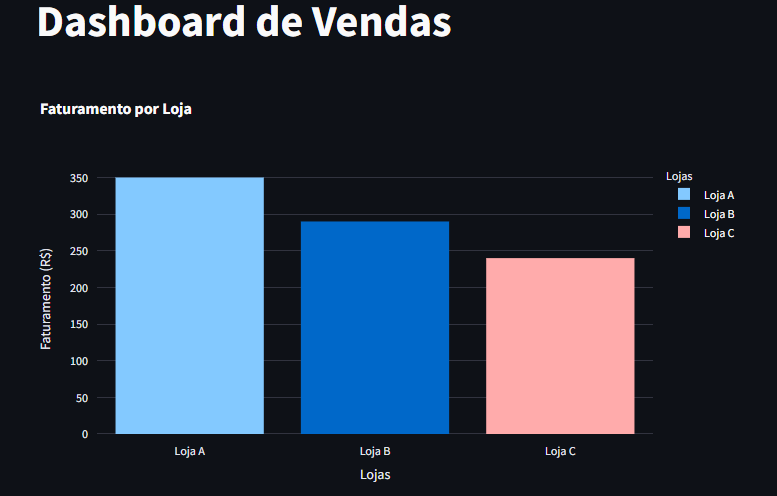 Dashboard de Vendas
Faturamento por Loja
Lojas
Loja A
Loja B
Loja C
350
300
250
200
150
100
50
0
Faturamento (R$)
Loja A
Loja B
Loja C
Lojas